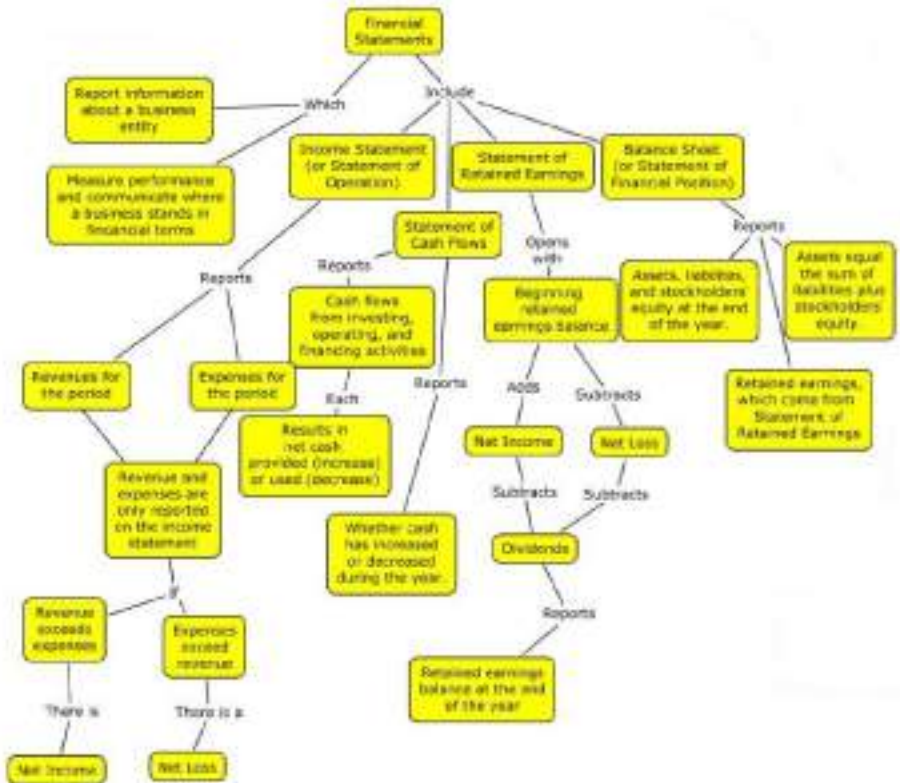 Financial
Statements
Which
Include
Report information
about a business
entity
Measure performance
and communicate where
a business stands in
financial terms
Income Statement
(or Statement of
Operation)
Statement of
Retained Earnings
Balance Sheet
(or Statement of
Financial Position)
Statement of
Cash Flows
Reports
Reports
Opens
with
Reports
Cash flows
from investing,
operating, and
financing activities
Beginning
retained
earnings balance
Assets, liabilities,
and stockholders
equity at the end
of the year.
Assets equal
the sum of
liabilities plus
stockholders
equity.
Revenues for
the period
Expenses for
the period
Each
Reports
Adds
Subtracts
Retained earnings,
which come from
Statement of
Retained Earnings
Results in
net cash
provided (increase)
or used (decrease)
Net Income
Net Loss
Revenue and
expenses are
only reported
on the income
statement
Subtracts
Subtracts
Whether cash
has increased
or decreased
during the year.
Dividends
If
Revenue
exceeds
expenses
Expenses
exceed
revenue
Reports
Retained earnings
balance at the end
of the year
There is
There is a
Net Income
Net Loss